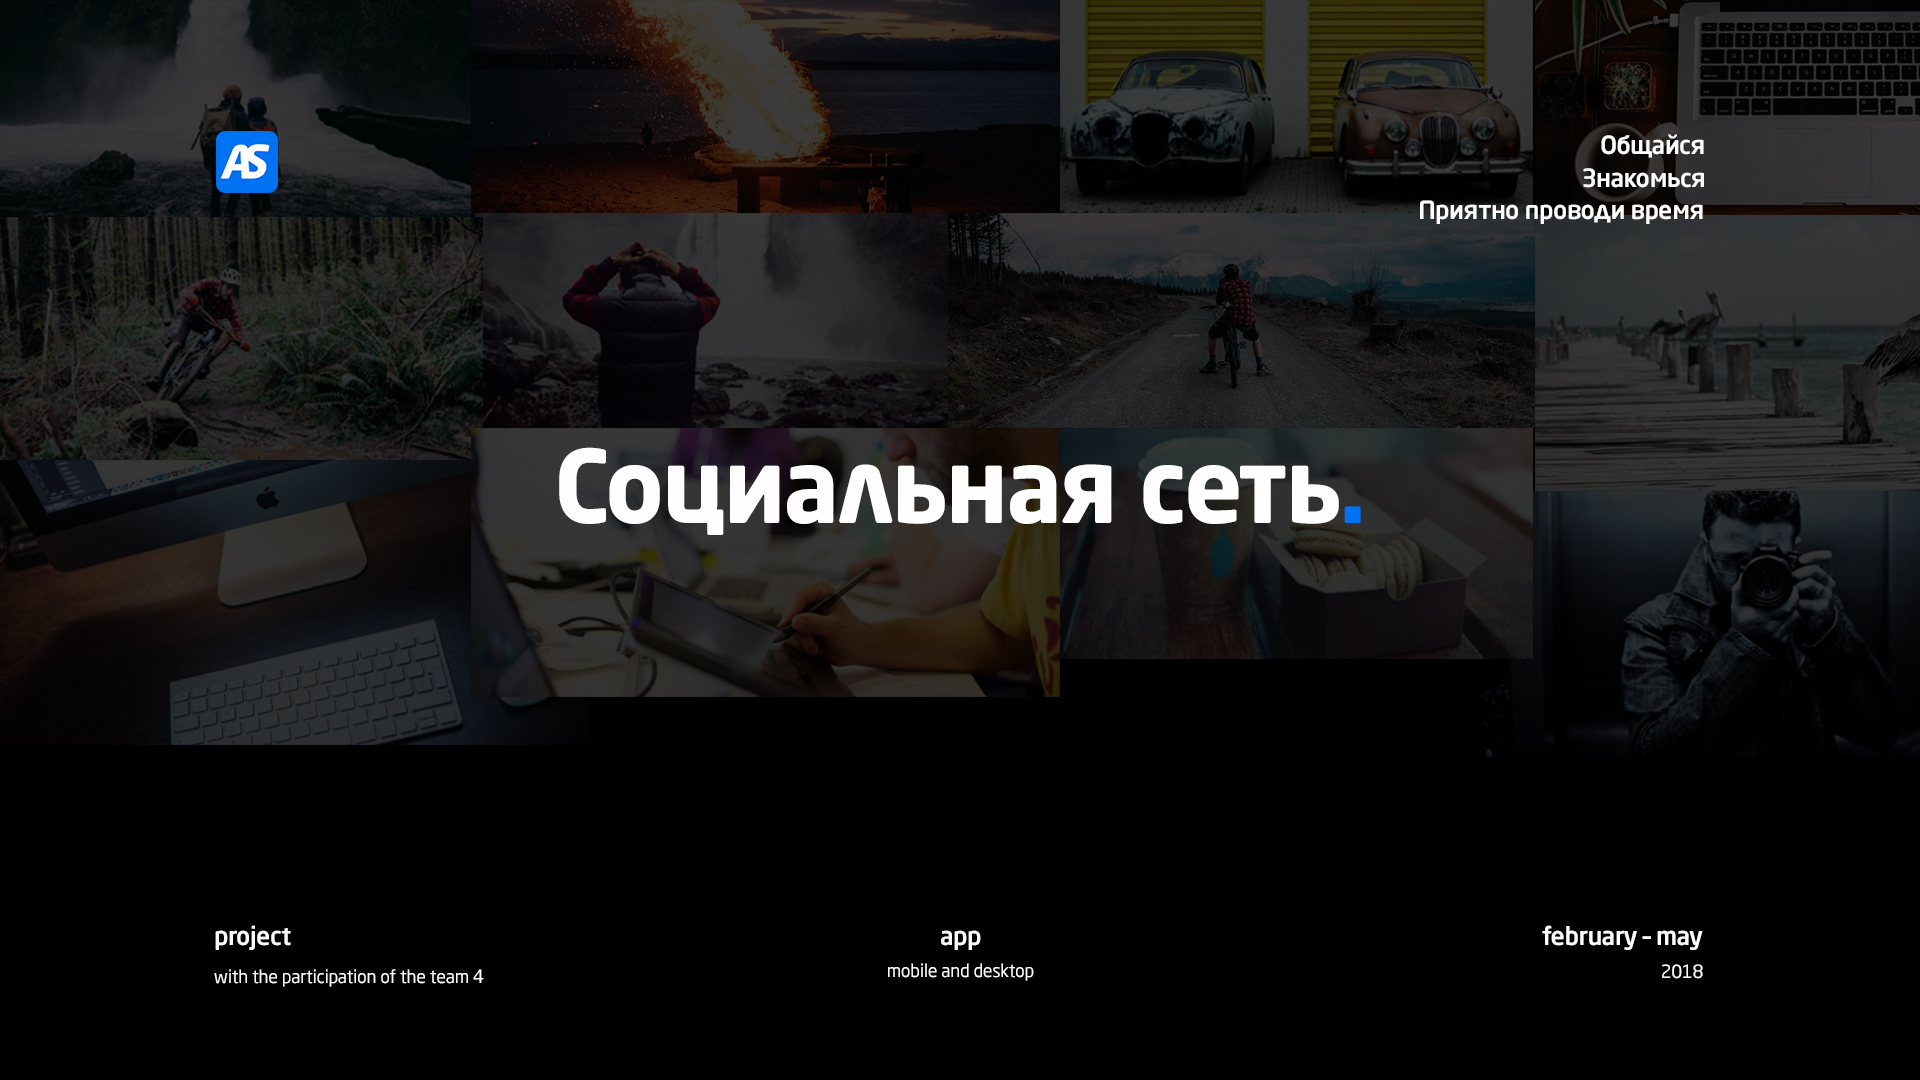 AS
Общайся
Знакомься
Приятно проводи время
Социальная сеть.
project
with the participation of the team 4
app
mobile and desktop
february - may
2018